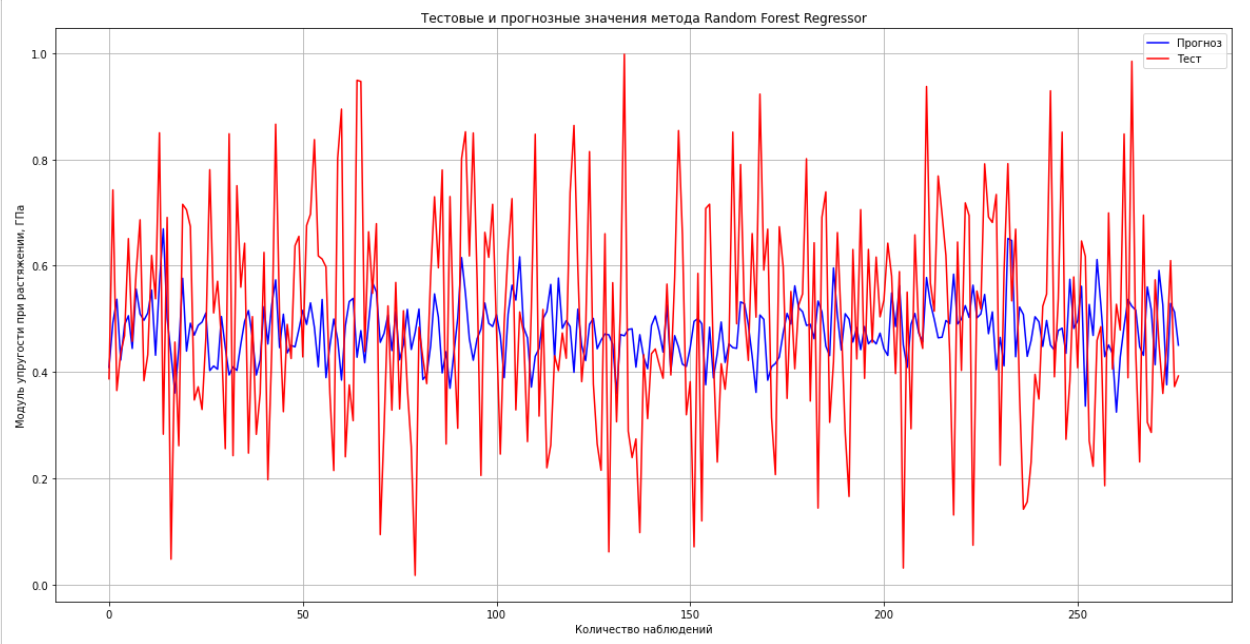 Тестовые и прогнозные значения метода Random Forest Regressor
Прогноз
Тест
Модуль упругости при растяжении, ГПа
1.0
0.8
0.6
0.4
0.2
0.0
0
50
100
150
200
250
Количество наблюдений